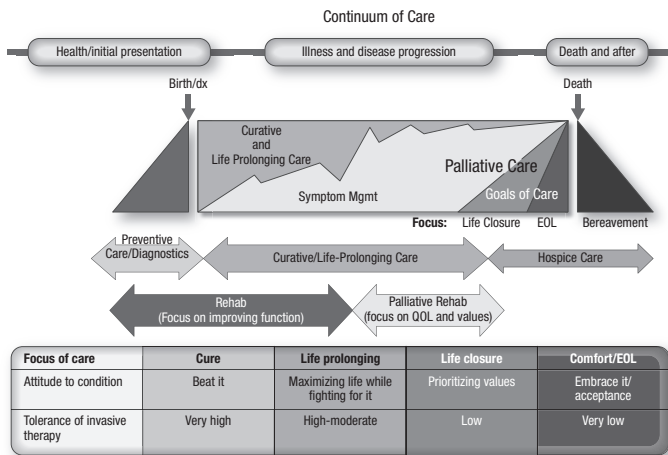 Continuum of Care
Health/initial presentation
Illness and disease progression
Death and after
Birth/dx
Death
Curative
and
Life Prolonging Care
Symptom Mgmt
Palliative Care
Goals of Care
Focus: Life Closure EOL Bereavement
Preventive
Care/Diagnostics
Curative/Life-Prolonging Care
Hospice Care
Rehab
(Focus on improving function)
Palliative Rehab
(focus on QOL and values)
Focus of care Cure Life prolonging Life closure Comfort/EOL
Attitude to condition Beat it Maximizing life while Prioritizing values Embrace it/
fighting for it acceptance
Tolerance of invasive Very high High-moderate Low Very low
therapy